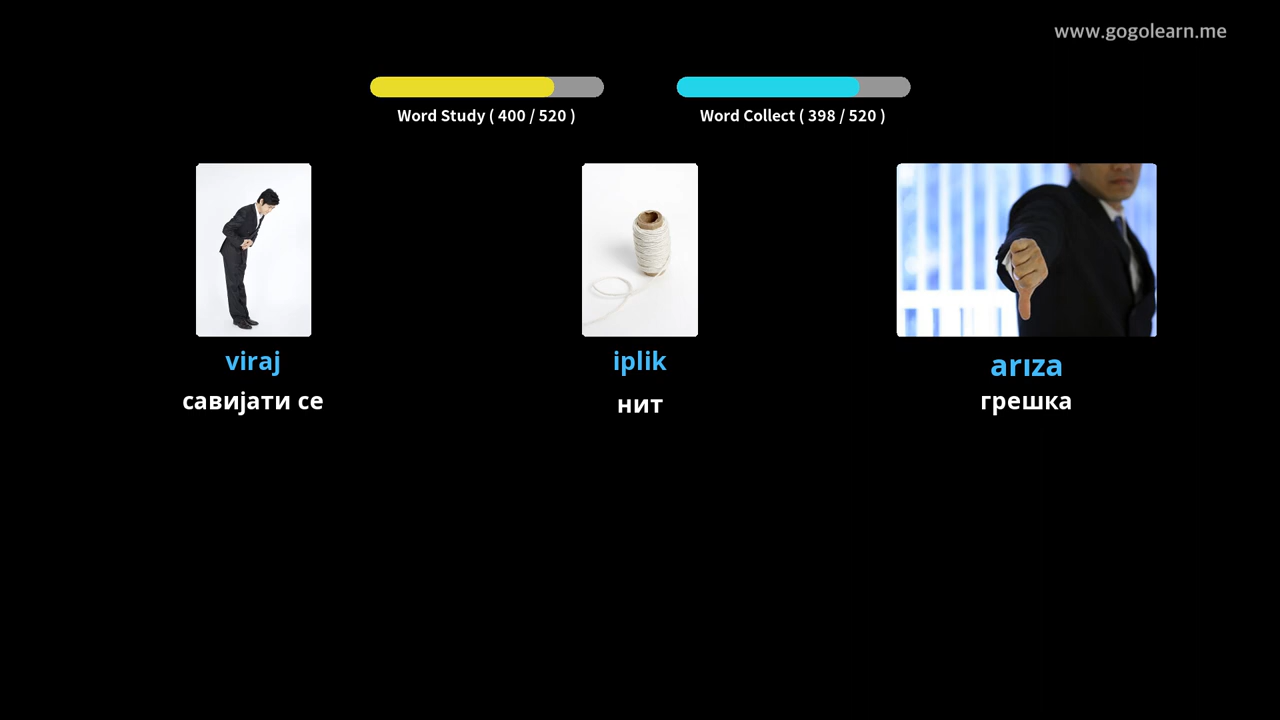 www.gogolearn.me
Word Study ( 400 / 520 )
Word Collect ( 398 / 520 )
viraj
iplik
arıza
савијати се
нит
грешка